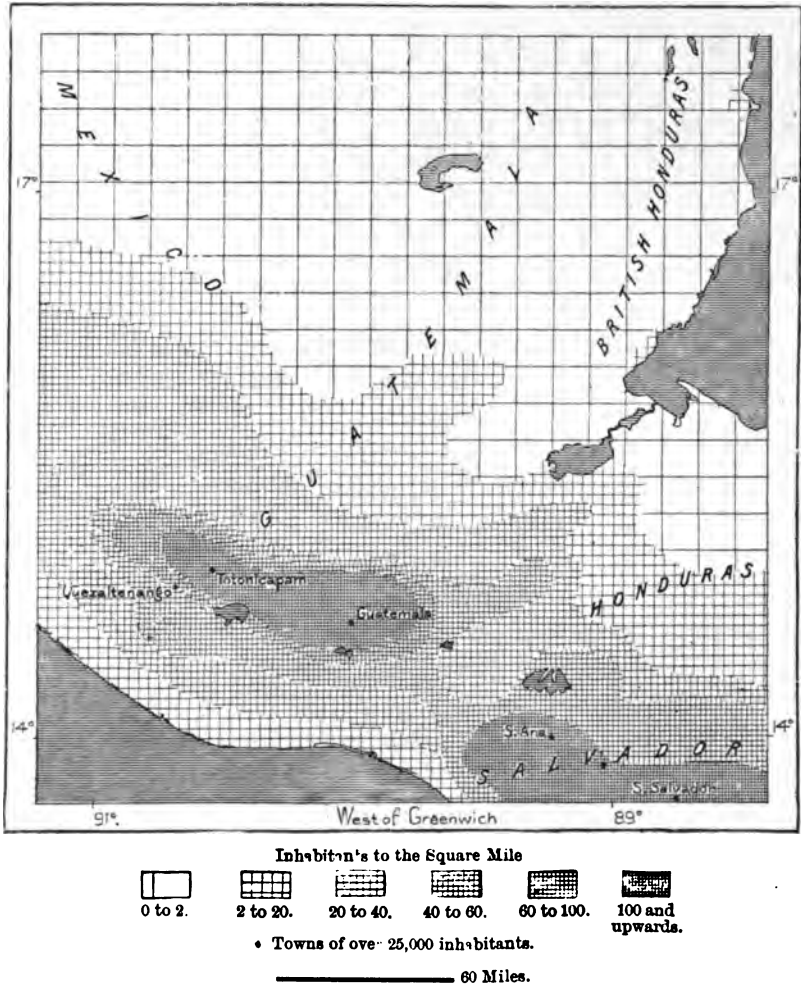 MEXICO
GUATEMALA
BRITISH HONDURAS
17° 17°
Totonicapam
Quezaltenango
Guatemala
HONDURAS
14° 14°
S. Ana
SALVADOR
S. Salvador
91°. West of Greenwich 89°
Inhabitan's to the Square Mile
0 to 2. 2 to 20. 20 to 40. 40 to 60. 60 to 100. 100 and
upwards.
• Towns of ove· 25,000 inhabitants.
60 Miles.